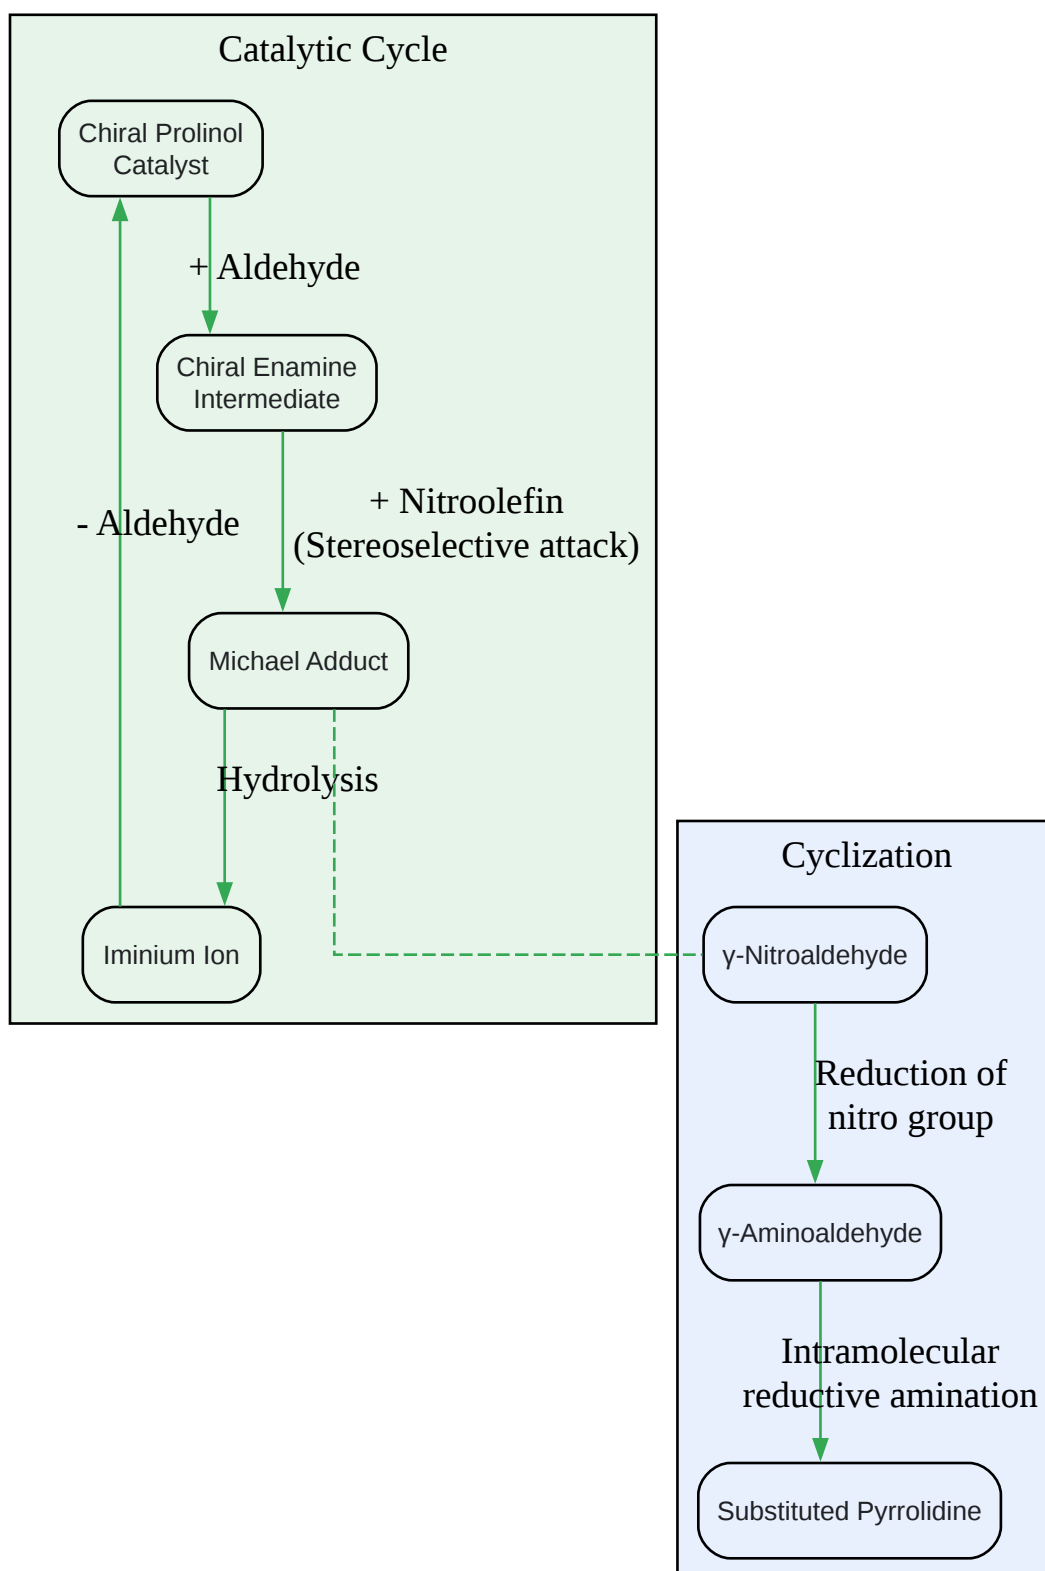 Catalytic Cycle
Chiral Prolinol
Catalyst
+ Aldehyde
Chiral Enamine
Intermediate
+ Nitroolefin
(Stereoselective attack)
- Aldehyde
Michael Adduct
Hydrolysis
Iminium Ion
Cyclization
γ-Nitroaldehyde
Reduction of
nitro group
γ-Aminoaldehyde
Intramolecular
reductive amination
Substituted Pyrrolidine